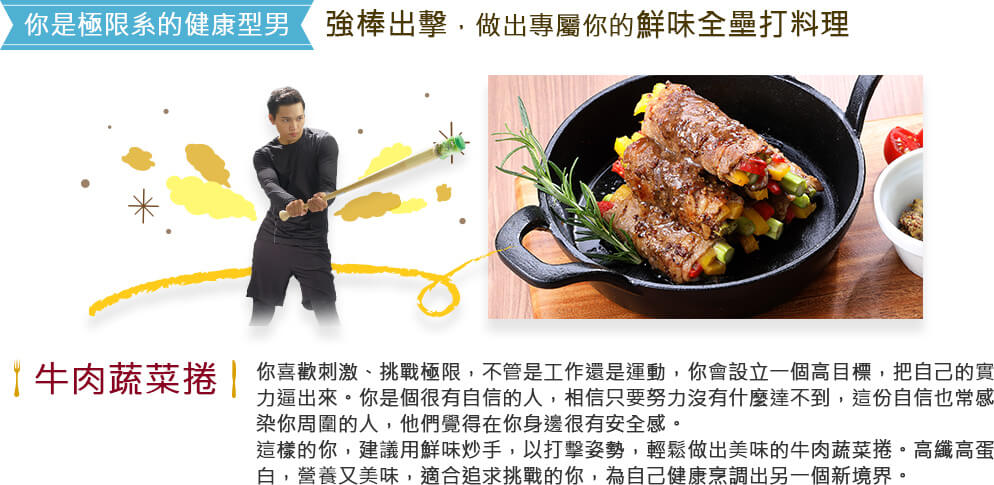 你是極限系的健康型男
強棒出擊，做出專屬你的鮮味全壘打料理
牛肉蔬菜捲
你喜歡刺激、挑戰極限，不管是工作還是運動，你會設立一個高目標，把自己的實
力逼出來。你是個很有自信的人，相信只要努力沒有什麼達不到，這份自信也常感
染你周圍的人，他們覺得在你身邊很有安全感。
這樣的你，建議用鮮味炒手，以打擊姿勢，輕鬆做出美味的牛肉蔬菜捲。高纖高蛋
白，營養又美味，適合追求挑戰的你，為自己健康烹調出另一個新境界。